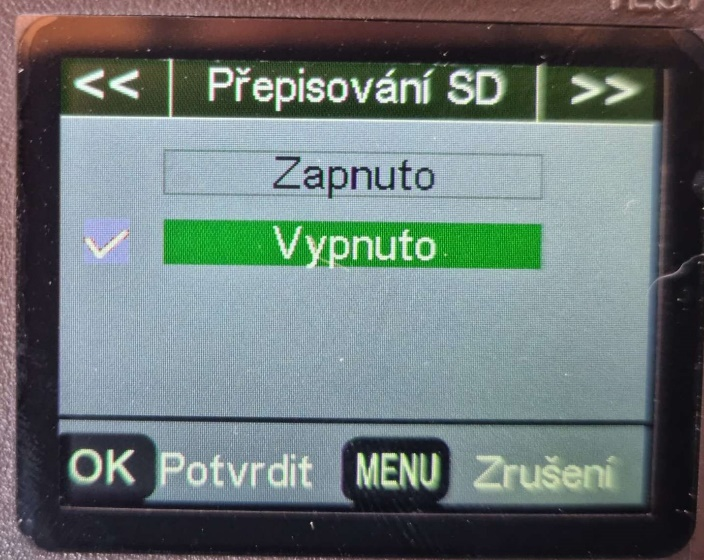 << Přepisování SD >>
Zapnuto
Vypnuto
OK Potvrdit MENU Zrušení